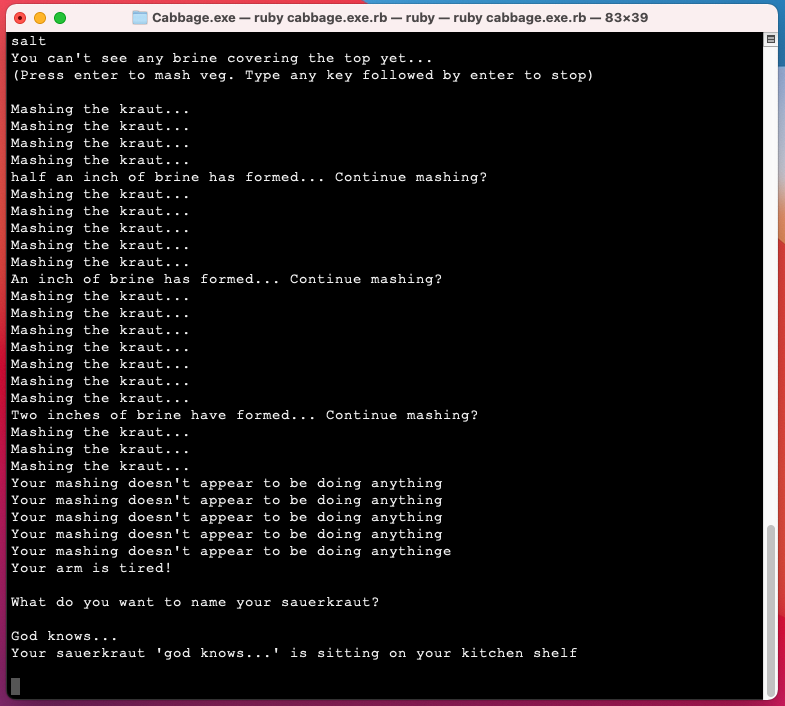 Cabbage.exe — ruby cabbage.exe.rb — ruby — ruby cabbage.exe.rb — 83×39
salt
You can't see any brine covering the top yet...
(Press enter to mash veg. Type any key followed by enter to stop)
Mashing the kraut...
Mashing the kraut...
Mashing the kraut...
Mashing the kraut...
half an inch of brine has formed... Continue mashing?
Mashing the kraut...
Mashing the kraut...
Mashing the kraut...
Mashing the kraut...
Mashing the kraut...
An inch of brine has formed... Continue mashing?
Mashing the kraut...
Mashing the kraut...
Mashing the kraut...
Mashing the kraut...
Mashing the kraut...
Mashing the kraut...
Mashing the kraut...
Two inches of brine have formed... Continue mashing?
Mashing the kraut...
Mashing the kraut...
Mashing the kraut...
Your mashing doesn't appear to be doing anything
Your mashing doesn't appear to be doing anything
Your mashing doesn't appear to be doing anything
Your mashing doesn't appear to be doing anything
Your mashing doesn't appear to be doing anythinge
Your arm is tired!
What do you want to name your sauerkraut?
God knows...
Your sauerkraut 'god knows...' is sitting on your kitchen shelf